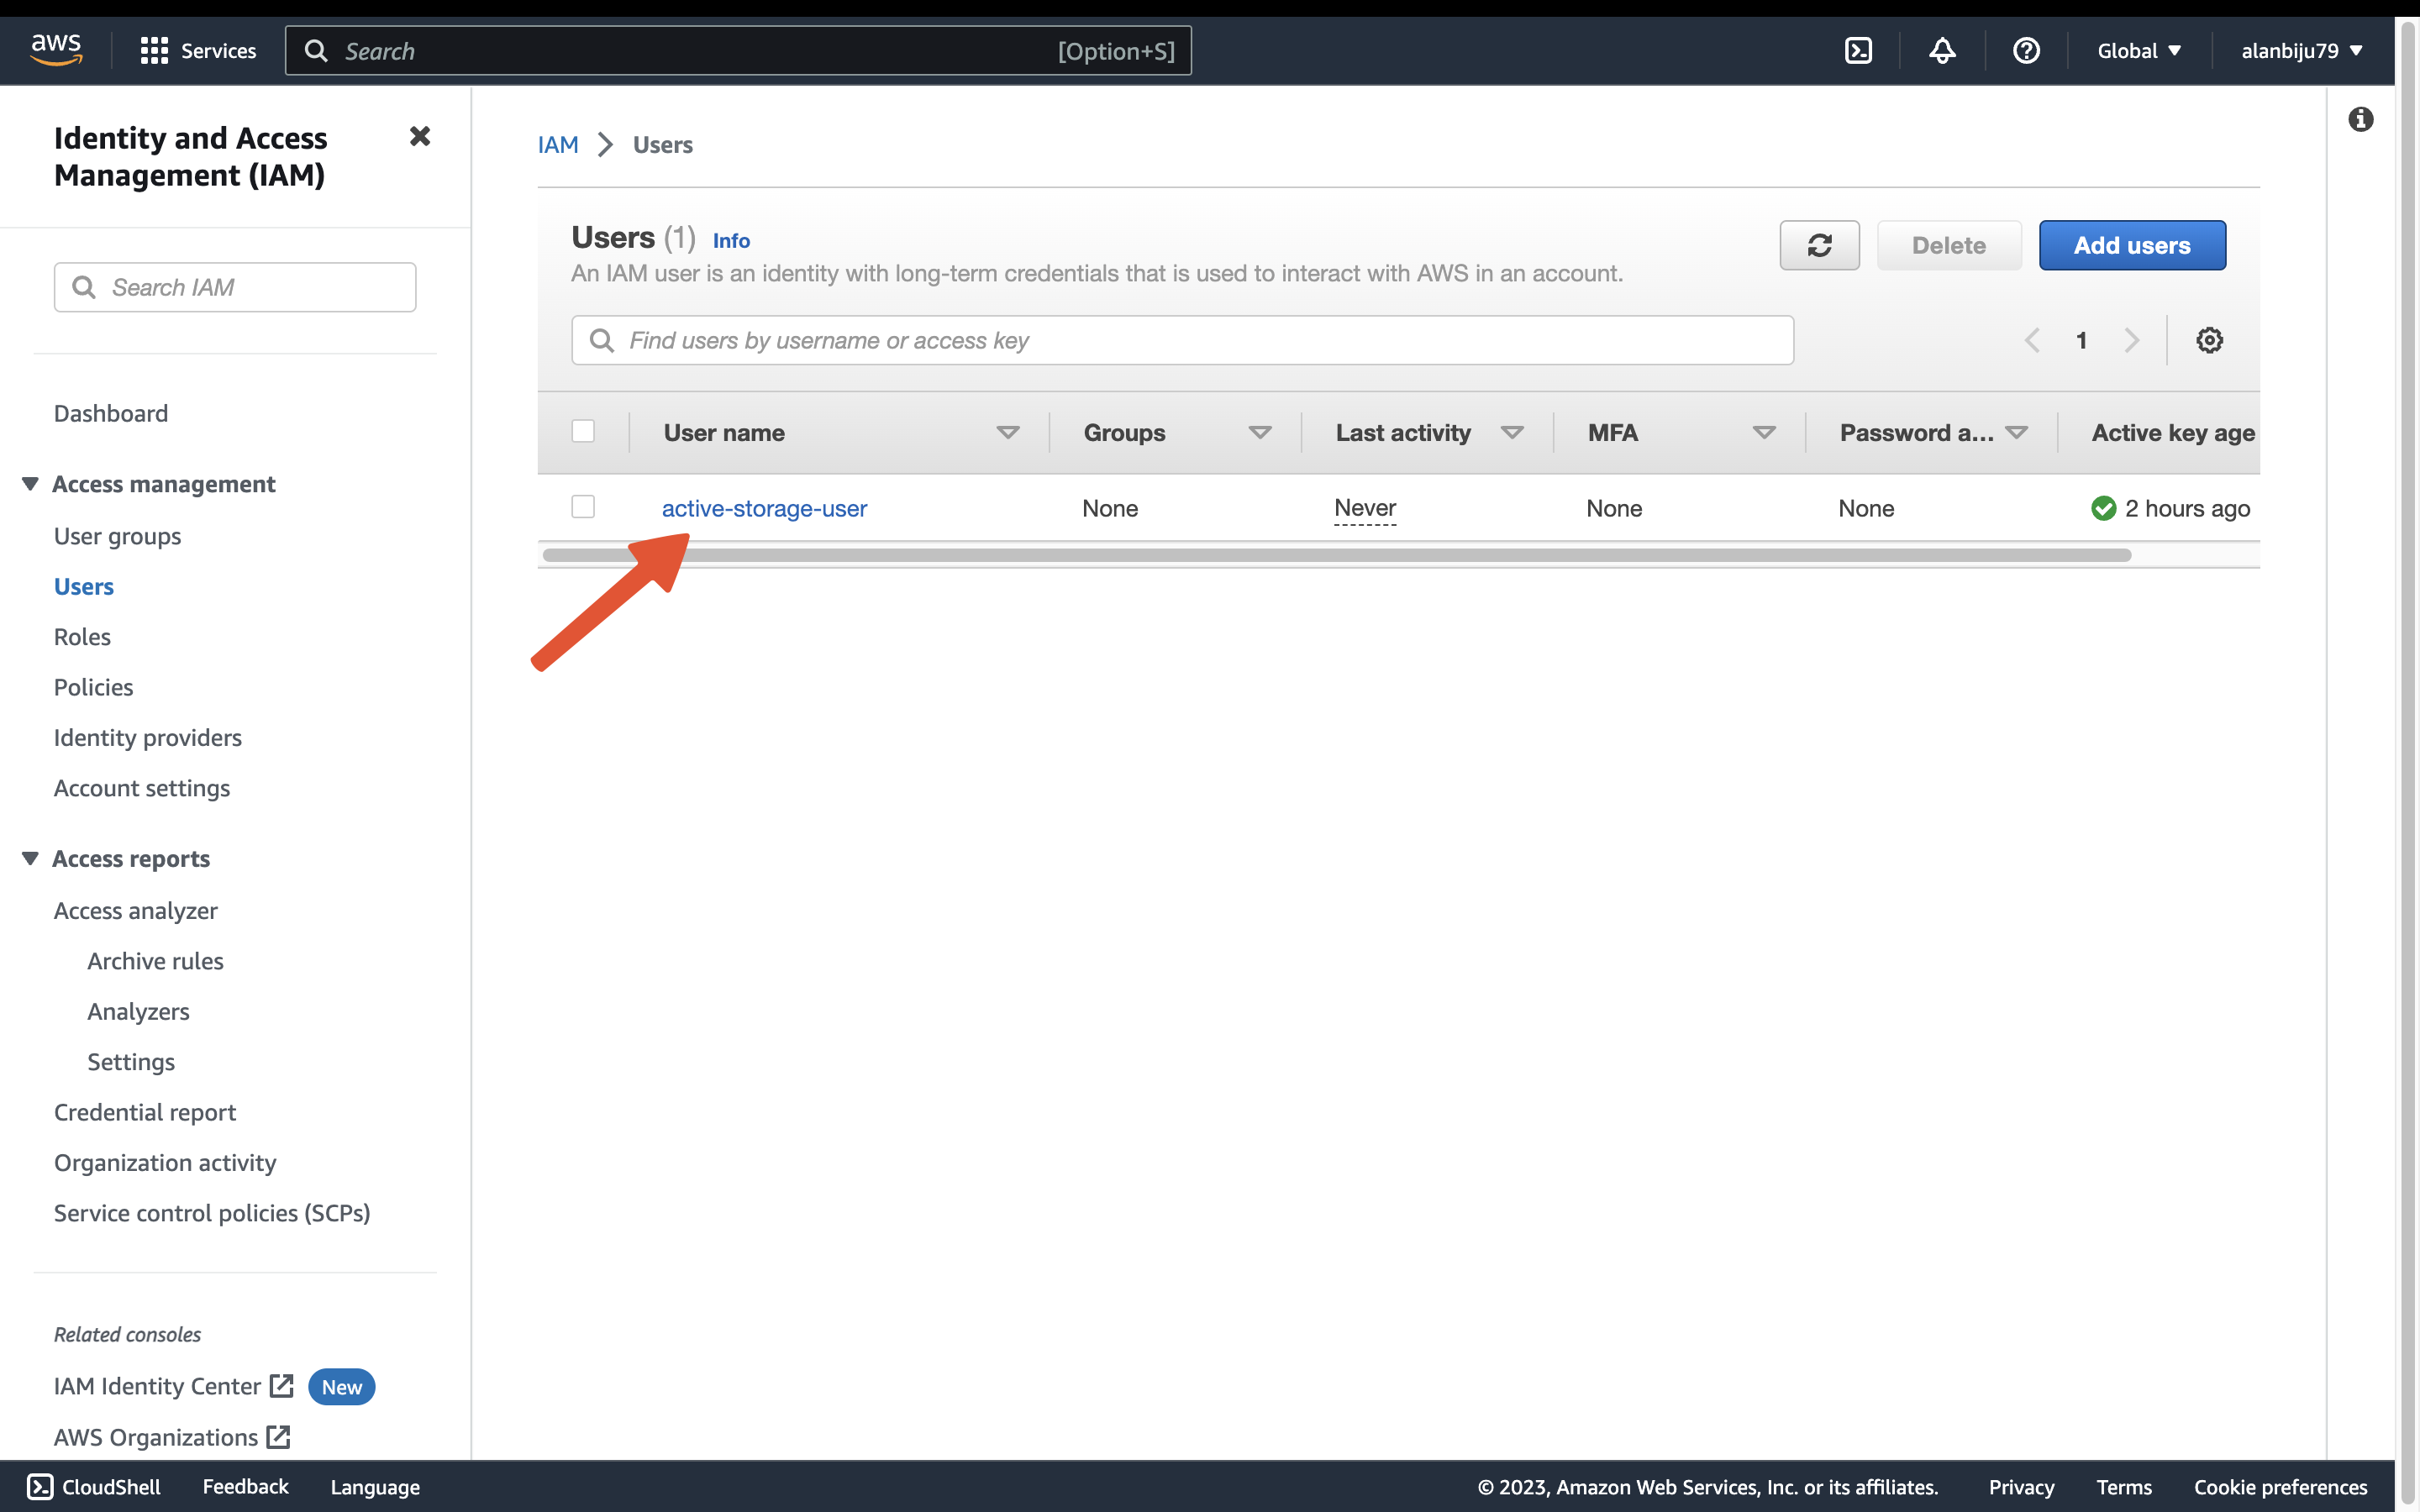 aws
Services
Search
[Option+S]
Global
alanbiju79
Identity and Access
Management (IAM)
Search IAM
Dashboard
Access management
User groups
Users
Roles
Policies
Identity providers
Account settings
Access reports
Access analyzer
Archive rules
Analyzers
Settings
Credential report
Organization activity
Service control policies (SCPs)
Related consoles
IAM Identity Center New
AWS Organizations
IAM > Users
Users (1) Info
An IAM user is an identity with long-term credentials that is used to interact with AWS in an account.
Delete
Add users
Find users by username or access key
1
User name Groups Last activity MFA Password a... Active key age
active-storage-user None Never None None 2 hours ago
CloudShell Feedback Language © 2023, Amazon Web Services, Inc. or its affiliates. Privacy Terms Cookie preferences